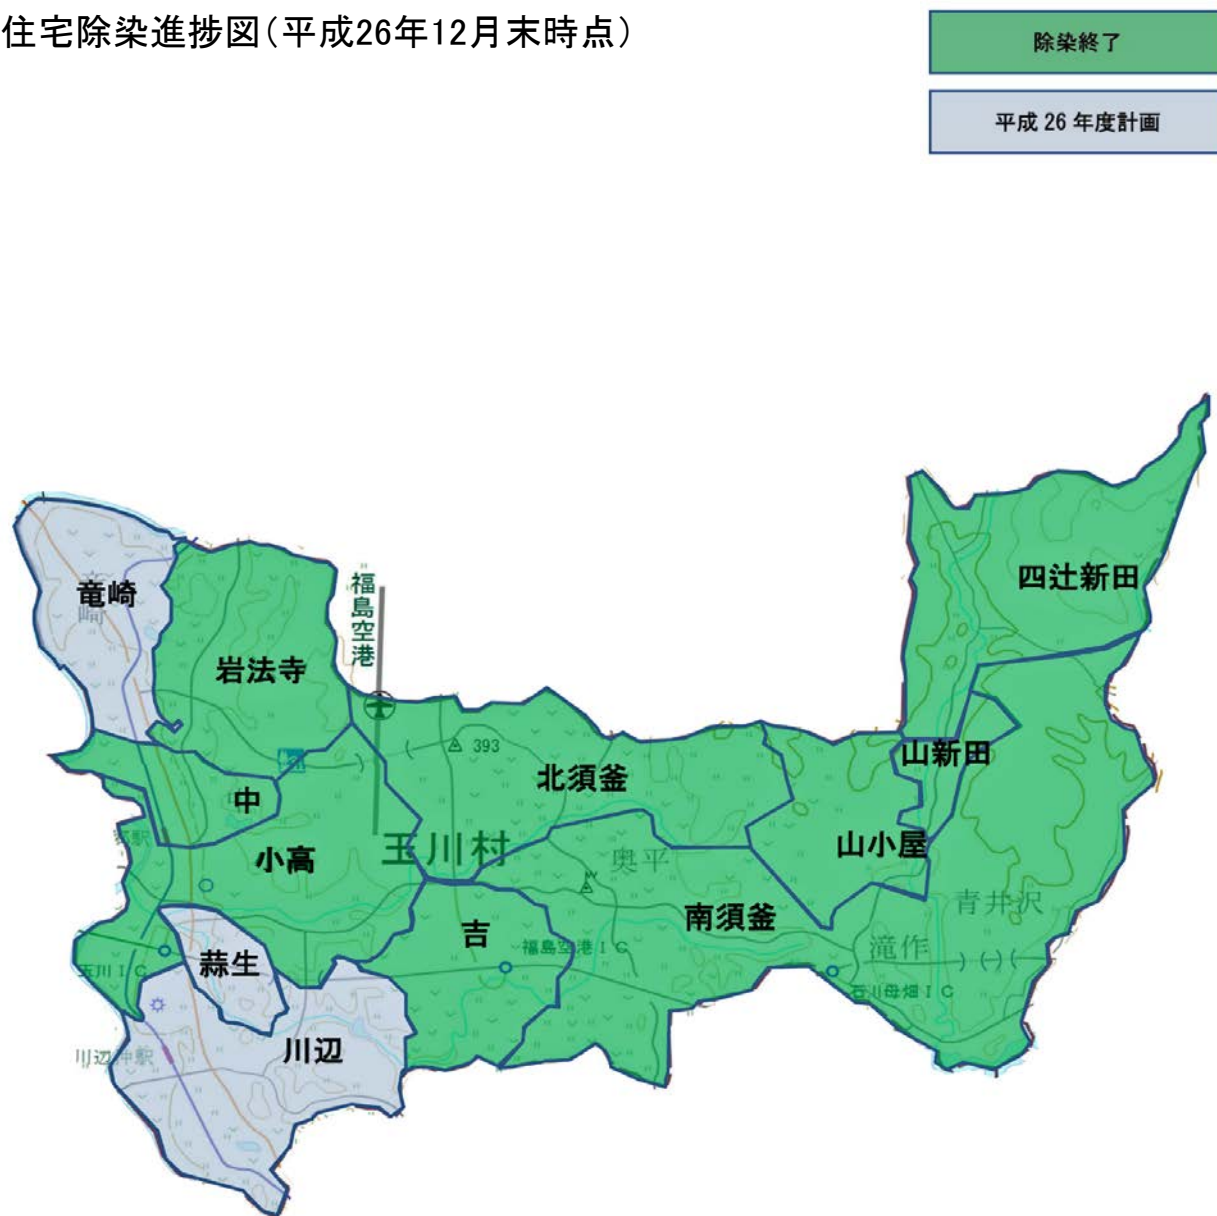 住宅除染進捗図(平成26年12月末時点)
除染終了
平成 26 年度計画
四辻新田
竜崎
福島空港
岩法寺
393
山新田
北須釜
中
玉川村
小高
奥平
山小屋
青井沢
南須釜
吉
福島空港IC
滝作
蒜生
玉川IC
石川母畑IC
川辺
川辺沖駅